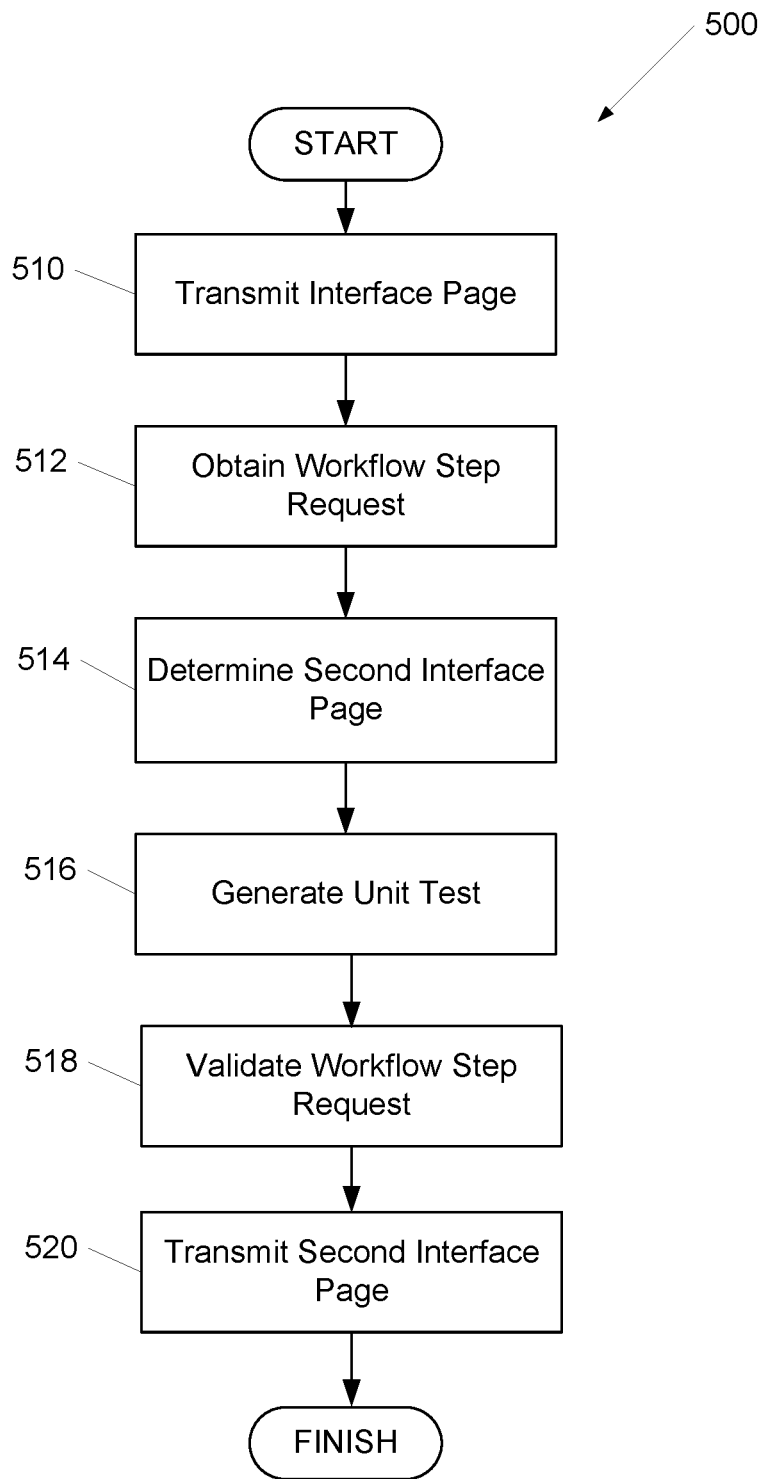 500
START
510
Transmit Interface Page
512
Obtain Workflow Step
Request
514
Determine Second Interface
Page
516
Generate Unit Test
518
Validate Workflow Step
Request
520
Transmit Second Interface
Page
FINISH